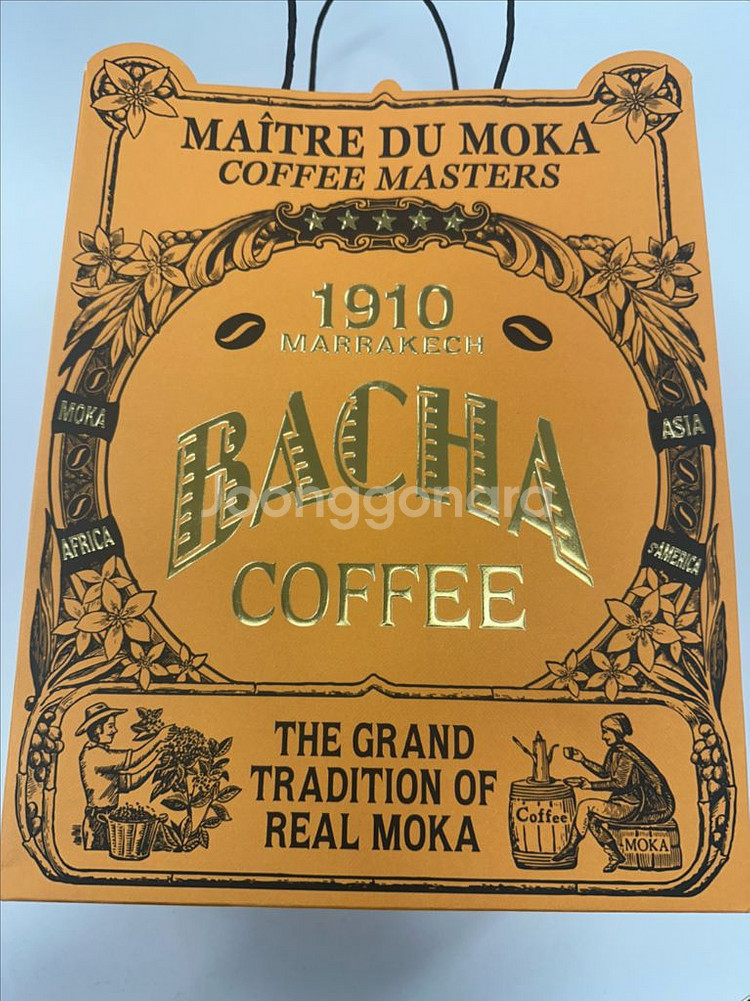 MAÎTRE DU MOKA
COFFEE MASTERS
1910
MARRAKECH
MOKA
ASIA
BACHA
Joonggonara
AFRICA
S.AMERICA
COFFEE
THE GRAND
TRADITION OF
REAL MOKA
Coffee
MOKA